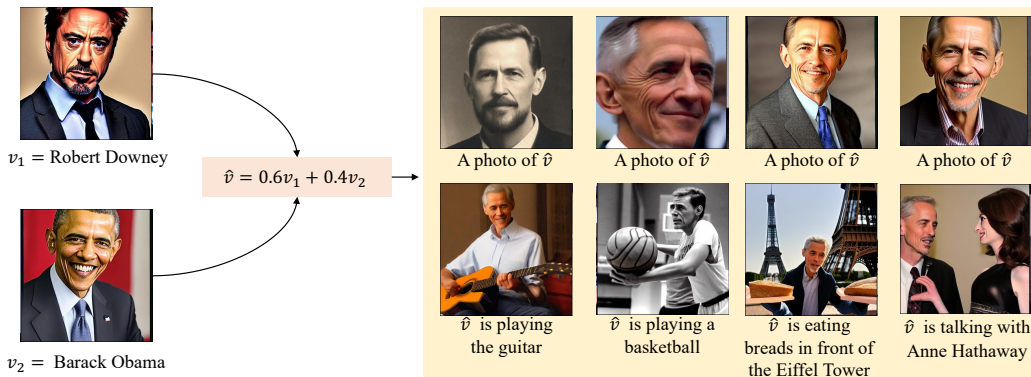 v₁ = Robert Downey
v̂ = 0.6v₁ + 0.4v₂
v₂ = Barack Obama
A photo of v̂
A photo of v̂
A photo of v̂
A photo of v̂
v̂ is playing
the guitar
v̂ is playing a
basketball
v̂ is eating
breads in front of
the Eiffel Tower
v̂ is talking with
Anne Hathaway